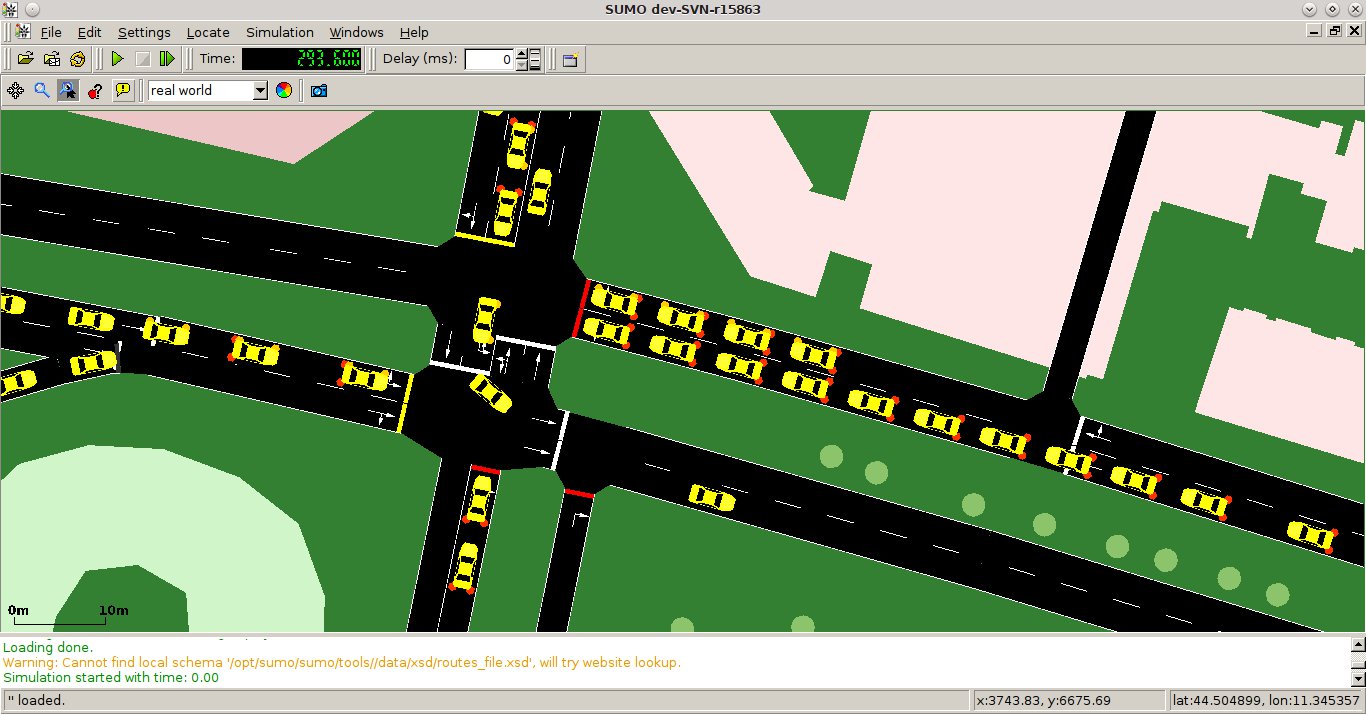 SUMO dev-SVN-r15863
File Edit Settings Locate Simulation Windows Help
Time: 293.600 Delay (ms): 0
real world
0m 10m
Loading done.
Warning: Cannot find local schema '/opt/sumo/sumo/tools//data/xsd/routes_file.xsd', will try website lookup.
Simulation started with time: 0.00
'' loaded. x:3743.83, y:6675.69 lat:44.504899, lon:11.345357